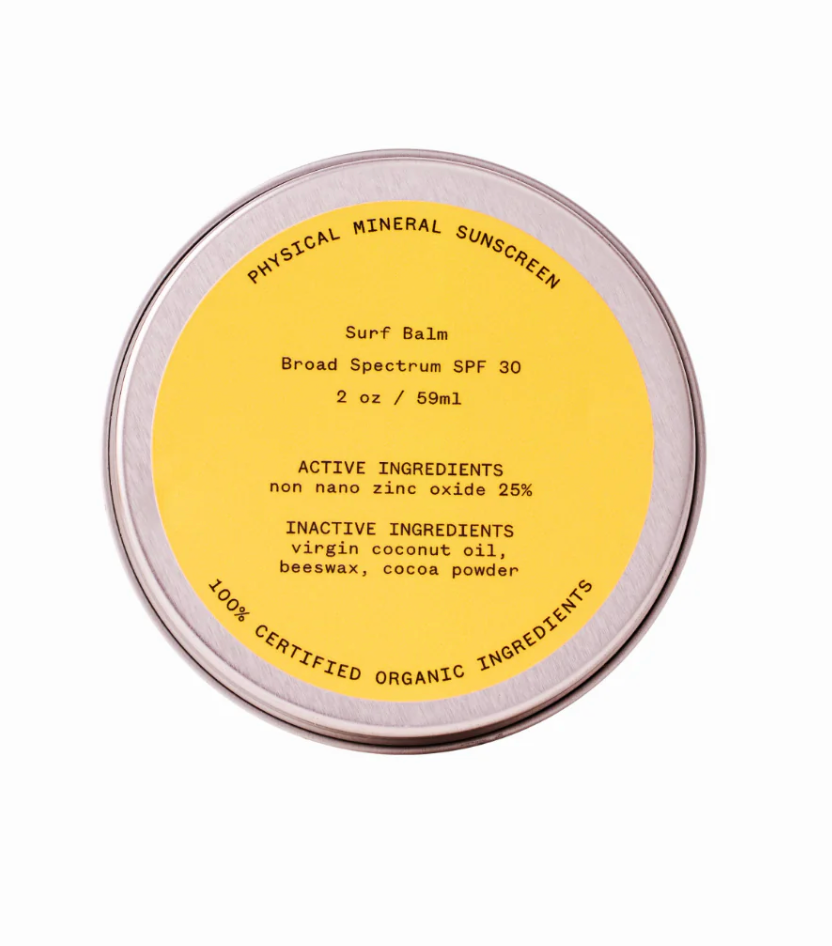 PHYSICAL MINERAL SUNSCREEN
Surf Balm
Broad Spectrum SPF 30
2 oz / 59ml
ACTIVE INGREDIENTS
non nano zinc oxide 25%
INACTIVE INGREDIENTS
virgin coconut oil,
beeswax, cocoa powder
100% CERTIFIED ORGANIC INGREDIENTS